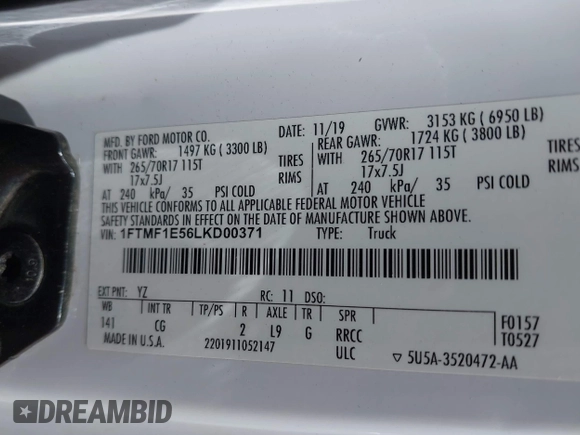 MFD. BY FORD MOTOR CO.
DATE: 11/19 GVWR: 3153 KG ( 6950 LB)
FRONT GAWR: 1497 KG ( 3300 LB)
REAR GAWR: 1724 KG ( 3800 LB)
WITH 265/70R17 115T TIRES
WITH 265/70R17 115T TIRES
17x7.5J RIMS
17x7.5J RIMS
AT 240 kPa/ 35 PSI COLD
AT 240 kPa/ 35 PSI COLD
THIS VEHICLE CONFORMS TO ALL APPLICABLE FEDERAL MOTOR VEHICLE
SAFETY STANDARDS IN EFFECT ON THE DATE OF MANUFACTURE SHOWN ABOVE.
VIN: 1FTMF1E56LKD00371 TYPE: Truck
EXT PNT: YZ RC: 11 DSO:
WB INT TR TP/PS R AXLE TR SPR
141 CG 2 L9 G RRCC
F0157
T0527
MADE IN U.S.A. 2201911052147 ULC
▽ 5U5A-3520472-AA
DREAMBID